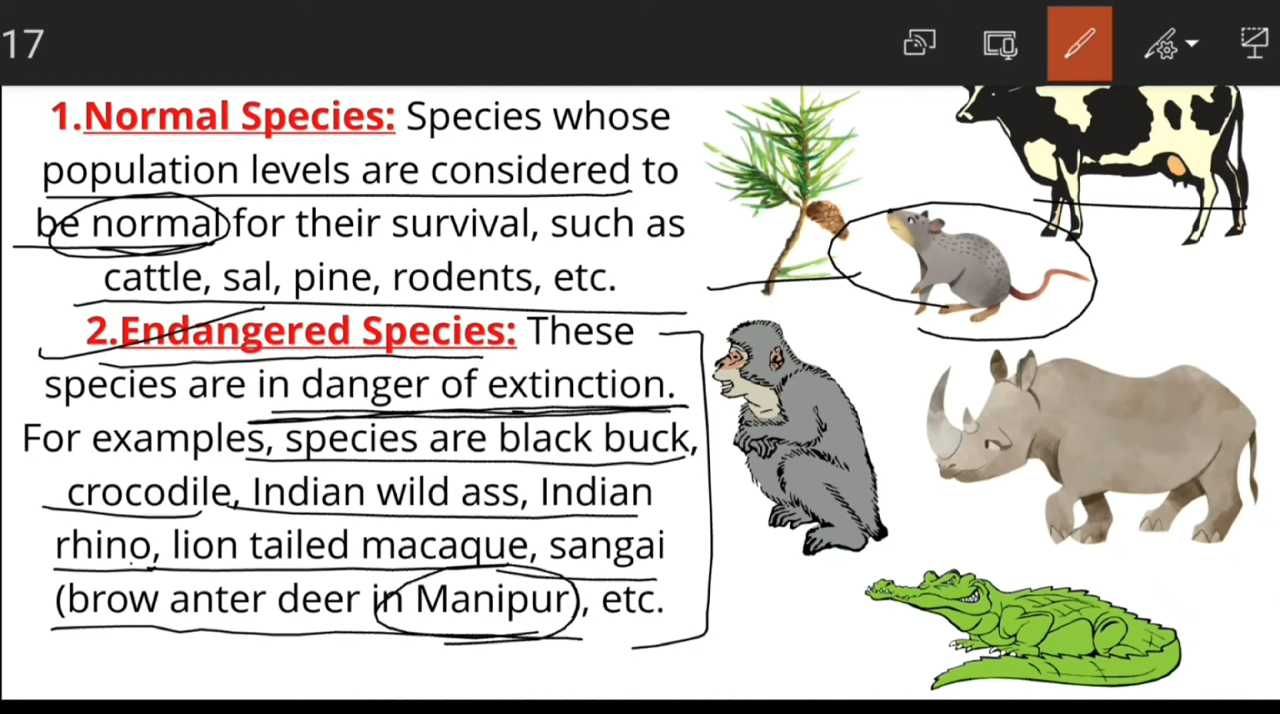 17
1.Normal Species: Species whose
population levels are considered to
be normal for their survival, such as
cattle, sal, pine, rodents, etc.
2.Endangered Species: These
species are in danger of extinction.
For examples, species are black buck,
crocodile, Indian wild ass, Indian
rhino, lion tailed macaque, sangai
(brow anter deer in Manipur), etc.